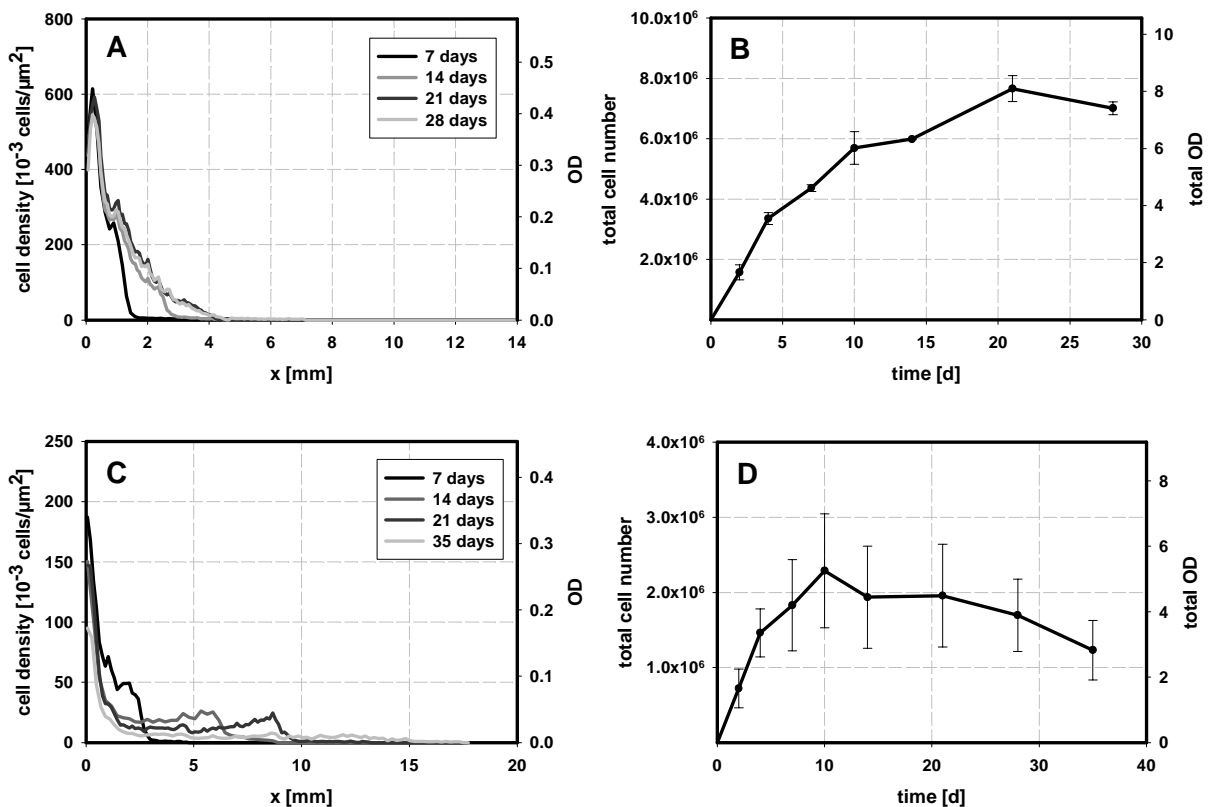 A
cell density [10⁻³ cells/µm²]
800
600
400
200
0
0 2 4 6 8 10 12 14
x [mm]
0.5
0.4
0.3
0.2
0.1
0.0
OD
7 days
14 days
21 days
28 days
B
total cell number
10.0x10⁶
8.0x10⁶
6.0x10⁶
4.0x10⁶
2.0x10⁶
0 5 10 15 20 25 30
time [d]
10
8
6
4
2
0
total OD
C
cell density [10⁻³ cells/µm²]
250
200
150
100
50
0
0 5 10 15 20
x [mm]
0.4
0.3
0.2
0.1
0.0
OD
7 days
14 days
21 days
35 days
D
total cell number
4.0x10⁶
3.0x10⁶
2.0x10⁶
1.0x10⁶
0 10 20 30 40
time [d]
8
6
4
2
0
total OD